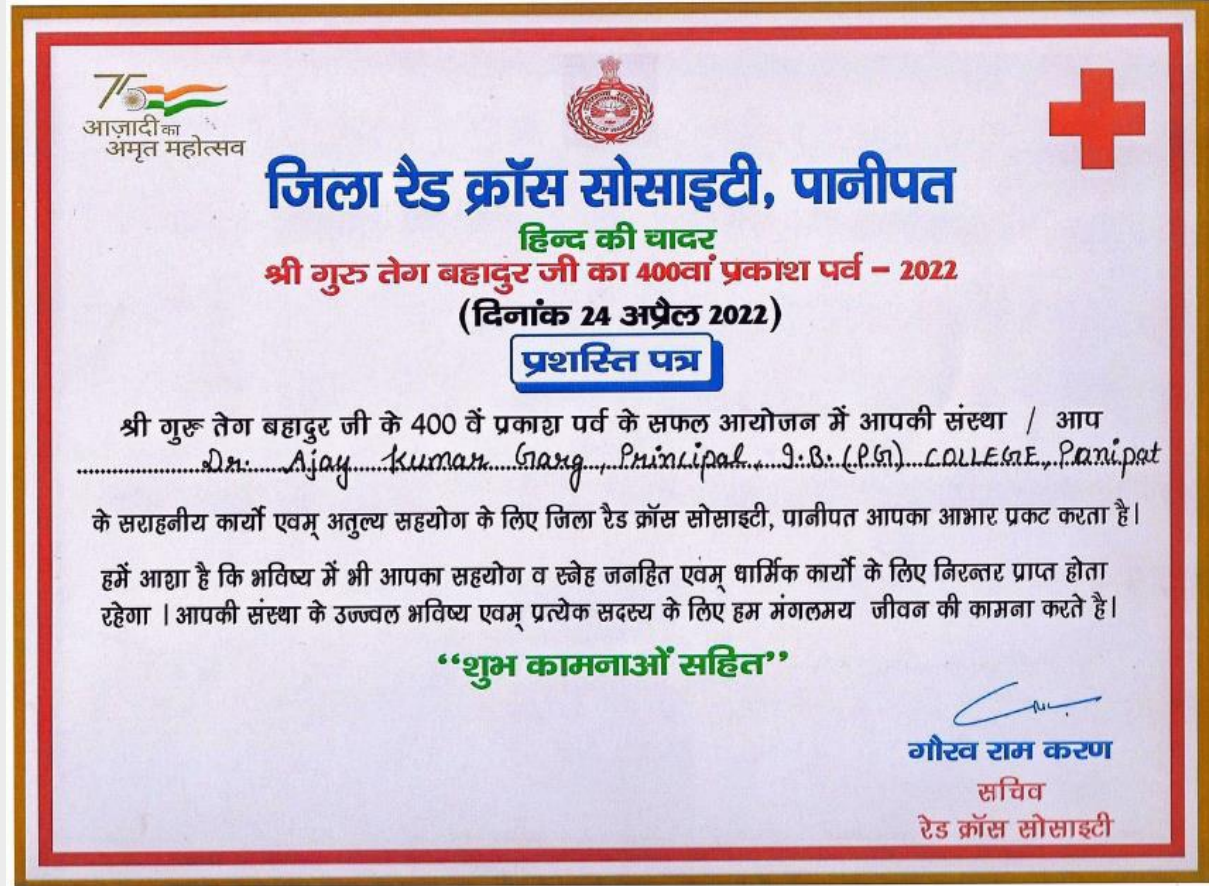 75
आज़ादी का
अमृत महोत्सव
जिला रैड क्रॉस सोसाइटी, पानीपत
हिन्द की चादर
श्री गुरु तेग बहादुर जी का 400वां प्रकाश पर्व – 2022
(दिनांक 24 अप्रैल 2022)
प्रशस्ति पत्र
श्री गुरू तेग बहादुर जी के 400 वें प्रकाश पर्व के सफल आयोजन में आपकी संस्था / आप
Dr. Ajay Kumar Garg, Principal, I.B. (PG) COLLEGE, Panipat
के सराहनीय कार्यो एवम् अतुल्य सहयोग के लिए जिला रैड क्रॉस सोसाइटी, पानीपत आपका आभार प्रकट करता है।
हमें आशा है कि भविष्य में भी आपका सहयोग व स्नेह जनहित एवंम् धार्मिक कार्यो के लिए निरन्तर प्राप्त होता
रहेगा । आपकी संस्था के उज्ज्वल भविष्य एवम् प्रत्येक सदस्य के लिए हम मंगलमय जीवन की कामना करते है।
“शुभ कामनाओं सहित”
गौरव राम करण
सचिव
रेड क्रॉस सोसाइटी